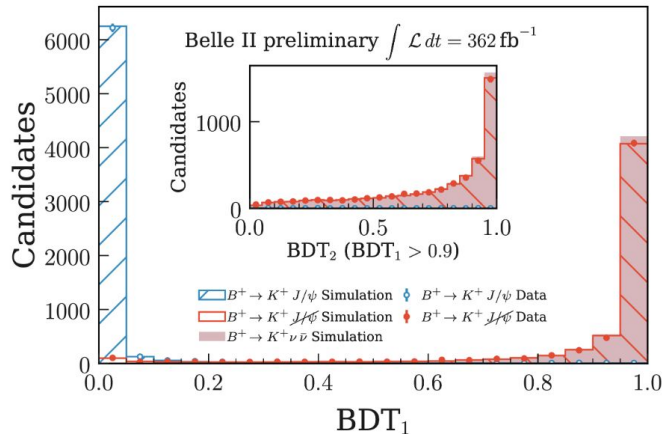 Belle II preliminary ∫ ℒ dt = 362 fb⁻¹
Candidates
6000
5000
4000
3000
2000
1000
0
Candidates
1000
0
0.0 0.5 1.0
BDT₂ (BDT₁ > 0.9)
B⁺ → K⁺ J/ψ Simulation
B⁺ → K⁺ J/ψ Data
B⁺ → K⁺ J̸/̸ψ̸ Simulation
B⁺ → K⁺ J̸/̸ψ̸ Data
B⁺ → K⁺ν ν̄ Simulation
0.0 0.2 0.4 0.6 0.8 1.0
BDT₁